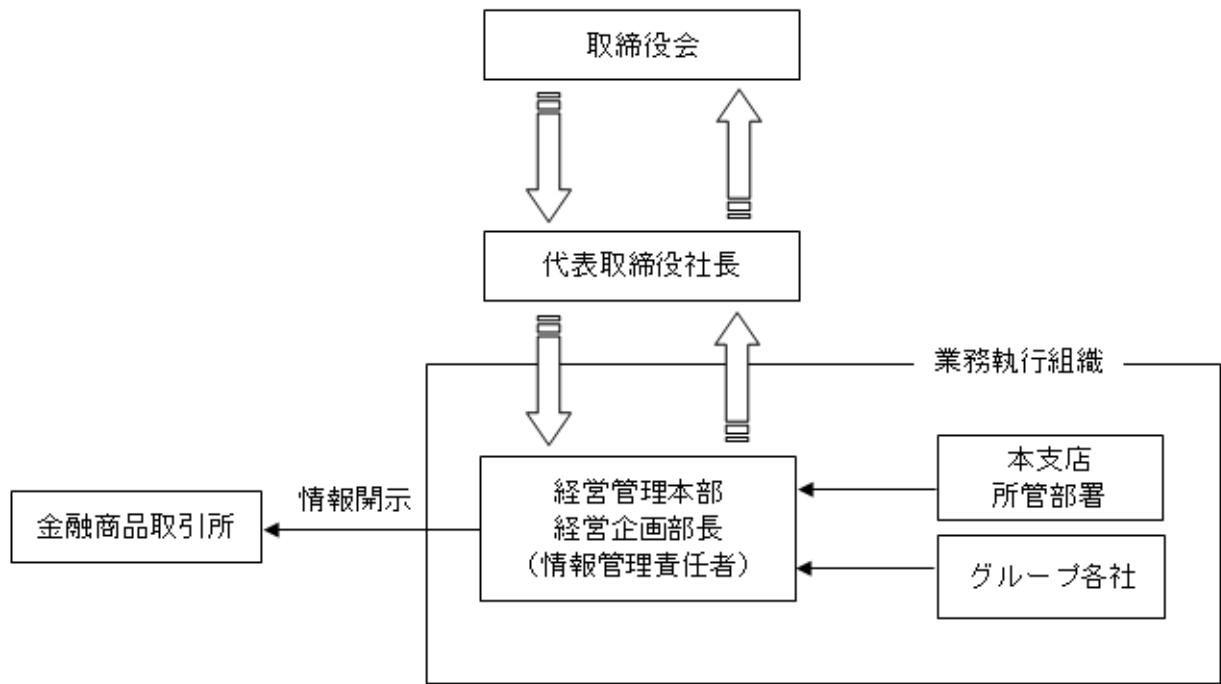 取締役会
代表取締役社長
業務執行組織
経営管理本部
経営企画部長
（情報管理責任者）
本支店
所管部署
グループ各社
情報開示
金融商品取引所